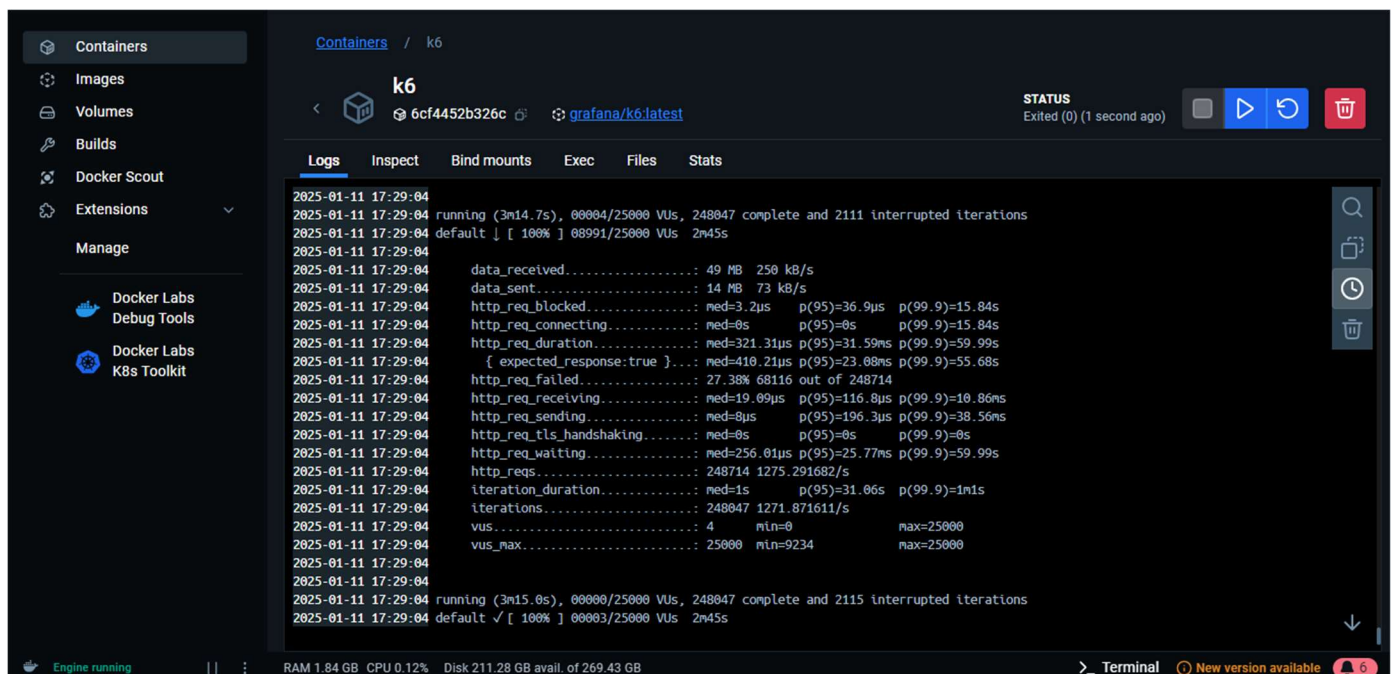 Containers
Images
Volumes
Builds
Docker Scout
Extensions
Manage
Docker Labs
Debug Tools
Docker Labs
K8s Toolkit
Containers / k6
k6
6cf4452b326c grafana/k6:latest
STATUS
Exited (0) (1 second ago)
Logs Inspect Bind mounts Exec Files Stats
2025-01-11 17:29:04
2025-01-11 17:29:04 running (3m14.7s), 00004/25000 VUs, 248047 complete and 2111 interrupted iterations
2025-01-11 17:29:04 default ↓ [ 100% ] 08991/25000 VUs 2m45s
2025-01-11 17:29:04
2025-01-11 17:29:04 data_received..................: 49 MB 250 kB/s
2025-01-11 17:29:04 data_sent......................: 14 MB 73 kB/s
2025-01-11 17:29:04 http_req_blocked...............: med=3.2µs p(95)=36.9µs p(99.9)=15.84s
2025-01-11 17:29:04 http_req_connecting............: med=0s p(95)=0s p(99.9)=15.84s
2025-01-11 17:29:04 http_req_duration..............: med=321.31µs p(95)=31.59ms p(99.9)=59.99s
2025-01-11 17:29:04 { expected_response:true }...: med=410.21µs p(95)=23.08ms p(99.9)=55.68s
2025-01-11 17:29:04 http_req_failed................: 27.38% 68116 out of 248714
2025-01-11 17:29:04 http_req_receiving.............: med=19.09µs p(95)=116.8µs p(99.9)=10.86ms
2025-01-11 17:29:04 http_req_sending...............: med=8µs p(95)=196.3µs p(99.9)=38.56ms
2025-01-11 17:29:04 http_req_tls_handshaking.......: med=0s p(95)=0s p(99.9)=0s
2025-01-11 17:29:04 http_req_waiting...............: med=256.01µs p(95)=25.77ms p(99.9)=59.99s
2025-01-11 17:29:04 http_reqs......................: 248714 1275.291682/s
2025-01-11 17:29:04 iteration_duration.............: med=1s p(95)=31.06s p(99.9)=1m1s
2025-01-11 17:29:04 iterations.....................: 248047 1271.871611/s
2025-01-11 17:29:04 vus............................: 4 min=0 max=25000
2025-01-11 17:29:04 vus_max........................: 25000 min=9234 max=25000
2025-01-11 17:29:04
2025-01-11 17:29:04
2025-01-11 17:29:04 running (3m15.0s), 00000/25000 VUs, 248047 complete and 2115 interrupted iterations
2025-01-11 17:29:04 default ✓ [ 100% ] 00003/25000 VUs 2m45s
Engine running RAM 1.84 GB CPU 0.12% Disk 211.28 GB avail. of 269.43 GB >_ Terminal New version available 6